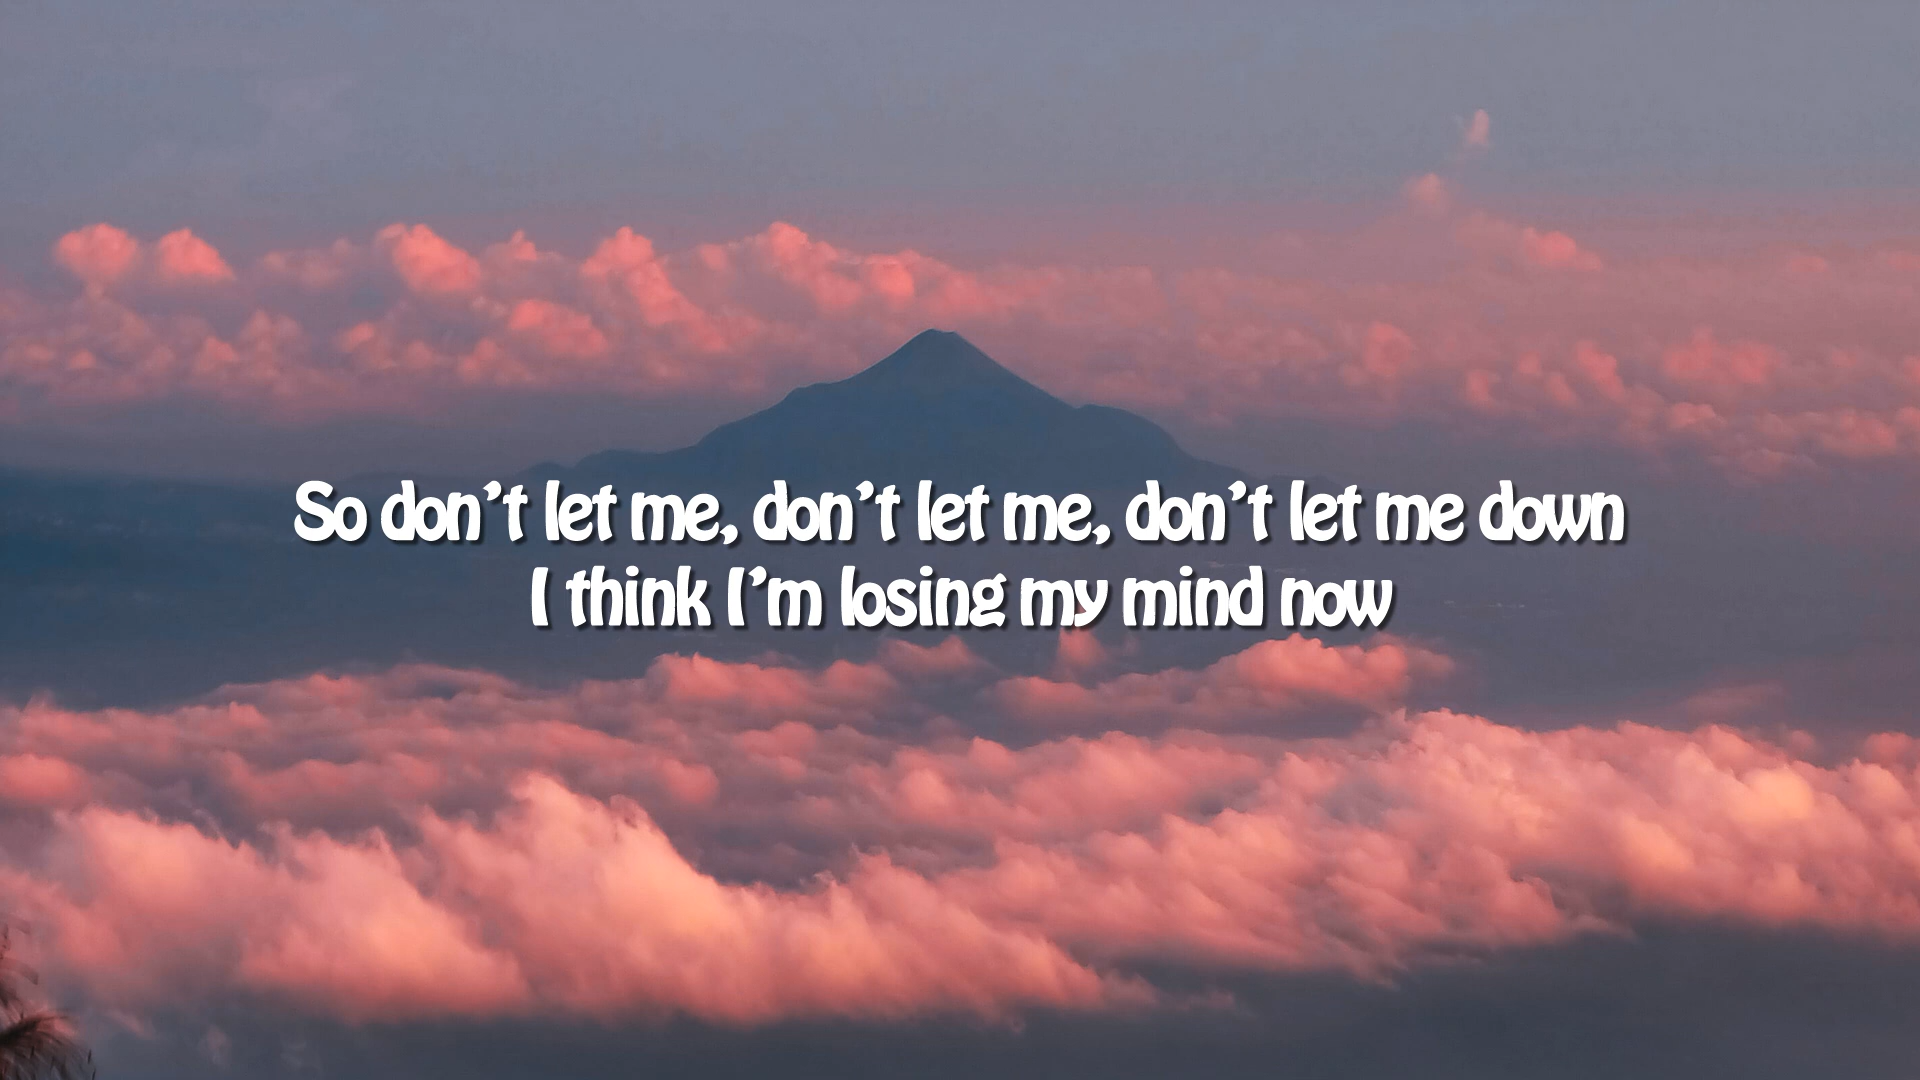 So don’t let me, don’t let me, don’t let me down
I think I’m losing my mind now